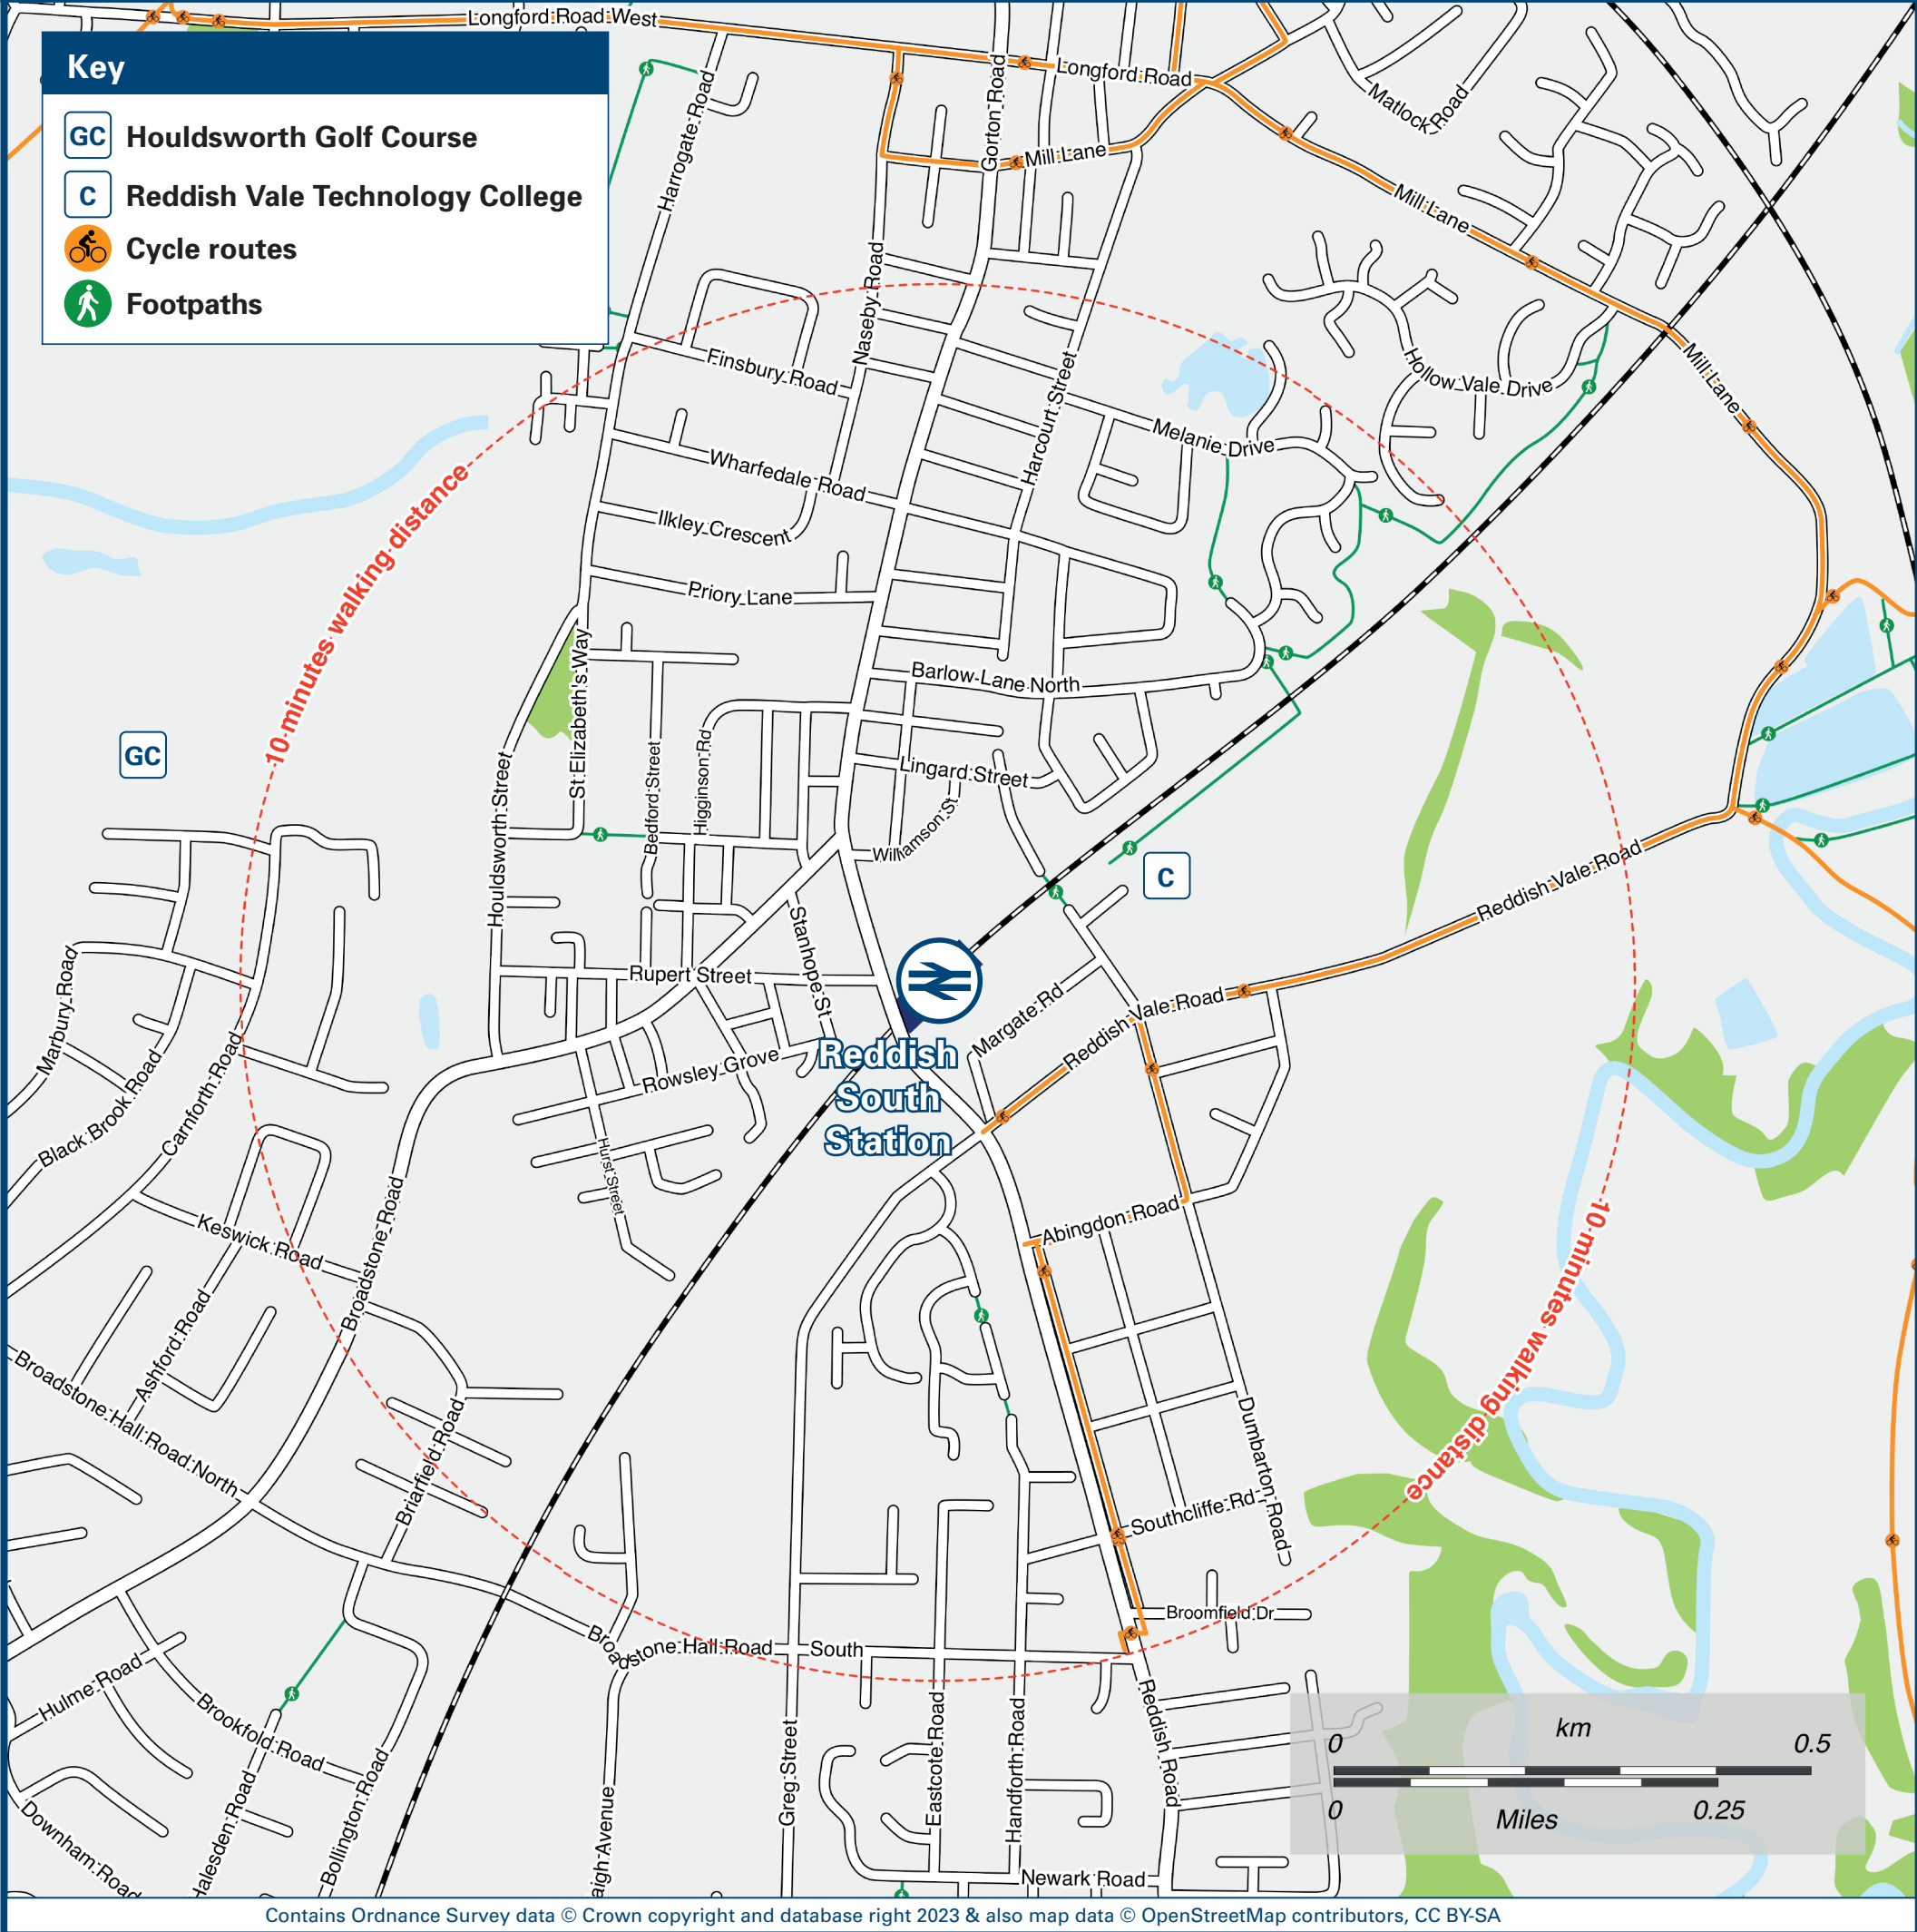 Key
GC Houldsworth Golf Course
C Reddish Vale Technology College
Cycle routes
Footpaths
Longford Road West
Longford Road
Matlock Road
Harrogate Road
Gorton Road
Mill Lane
Mill Lane
Naseby Road
Finsbury Road
Harcourt Street
Hollow Vale Drive
Mill Lane
Melanie Drive
Wharfedale Road
Ilkley Crescent
10 minutes walking distance
Priory Lane
St Elizabeth's Way
Barlow Lane North
GC
Houldsworth Street
Bedford Street
Higginson Rd
Lingard Street
Williamson St
C
Reddish Vale Road
Stanhope St
Rupert Street
Marbury Road
Margate Rd
Reddish Vale Road
Black Brook Road
Carnforth Road
Rowsley Grove
Reddish
South
Station
Hurst Street
Keswick Road
Broadstone Road
Abingdon Road
10 minutes walking distance
Ashford Road
Broadstone Hall Road North
Briarfield Road
Dumbarton Road
Southcliffe Rd
Broomfield Dr
Broadstone Hall Road South
Hulme Road
Brookfold Road
Reddish Road
Greg Street
Eastcote Road
Handforth Road
Downham Road
Halesden Road
Bollington Road
aigh Avenue
Newark Road
km
0 0.5
0 0.25
Miles
Contains Ordnance Survey data © Crown copyright and database right 2023 & also map data © OpenStreetMap contributors, CC BY-SA